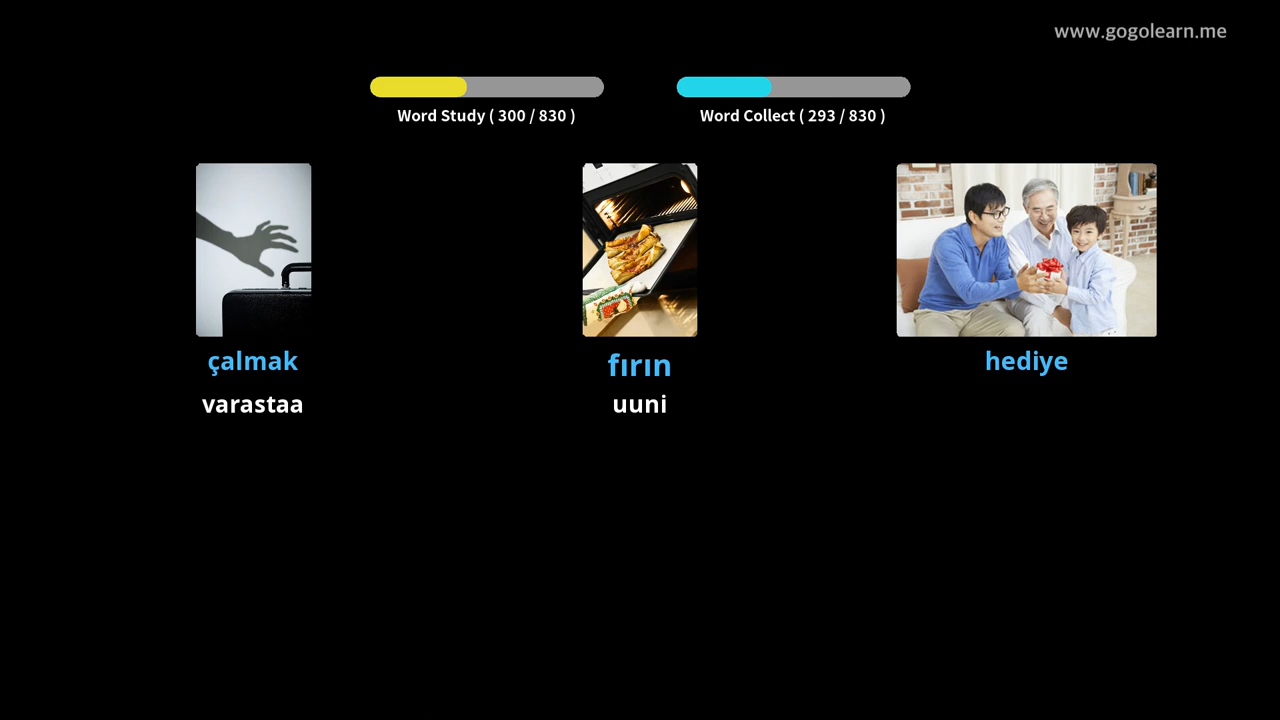 www.gogolearn.me
Word Study ( 300 / 830 )
Word Collect ( 293 / 830 )
çalmak
varastaa
fırın
uuni
hediye